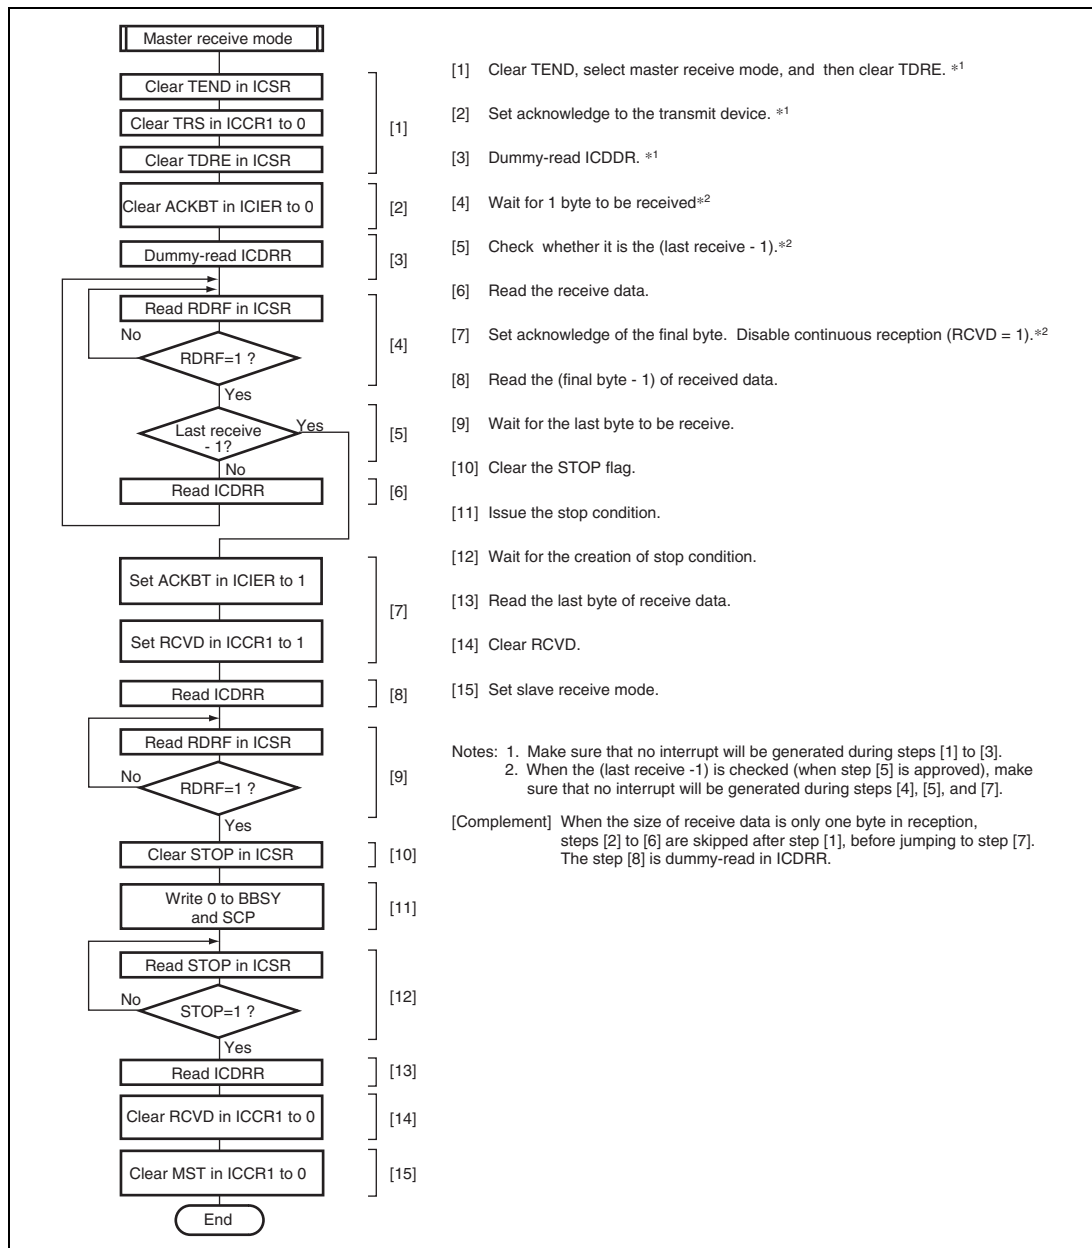 Master receive mode
Clear TEND in ICSR
Clear TRS in ICCR1 to 0
Clear TDRE in ICSR
[1]
Clear ACKBT in ICIER to 0
[2]
Dummy-read ICDRR
[3]
Read RDRF in ICSR
No
RDRF=1 ?
[4]
Yes
Last receive
- 1?
Yes
[5]
No
Read ICDRR
[6]
Set ACKBT in ICIER to 1
[7]
Set RCVD in ICCR1 to 1
Read ICDRR
[8]
Read RDRF in ICSR
No
RDRF=1 ?
[9]
Yes
Clear STOP in ICSR
[10]
Write 0 to BBSY
and SCP
[11]
Read STOP in ICSR
No
STOP=1 ?
[12]
Yes
Read ICDRR
[13]
Clear RCVD in ICCR1 to 0
[14]
Clear MST in ICCR1 to 0
[15]
End
[1] Clear TEND, select master receive mode, and then clear TDRE. *1
[2] Set acknowledge to the transmit device. *1
[3] Dummy-read ICDDR. *1
[4] Wait for 1 byte to be received*2
[5] Check whether it is the (last receive - 1).*2
[6] Read the receive data.
[7] Set acknowledge of the final byte. Disable continuous reception (RCVD = 1).*2
[8] Read the (final byte - 1) of received data.
[9] Wait for the last byte to be receive.
[10] Clear the STOP flag.
[11] Issue the stop condition.
[12] Wait for the creation of stop condition.
[13] Read the last byte of receive data.
[14] Clear RCVD.
[15] Set slave receive mode.
Notes: 1. Make sure that no interrupt will be generated during steps [1] to [3].
2. When the (last receive -1) is checked (when step [5] is approved), make
sure that no interrupt will be generated during steps [4], [5], and [7].
[Complement] When the size of receive data is only one byte in reception,
steps [2] to [6] are skipped after step [1], before jumping to step [7].
The step [8] is dummy-read in ICDRR.